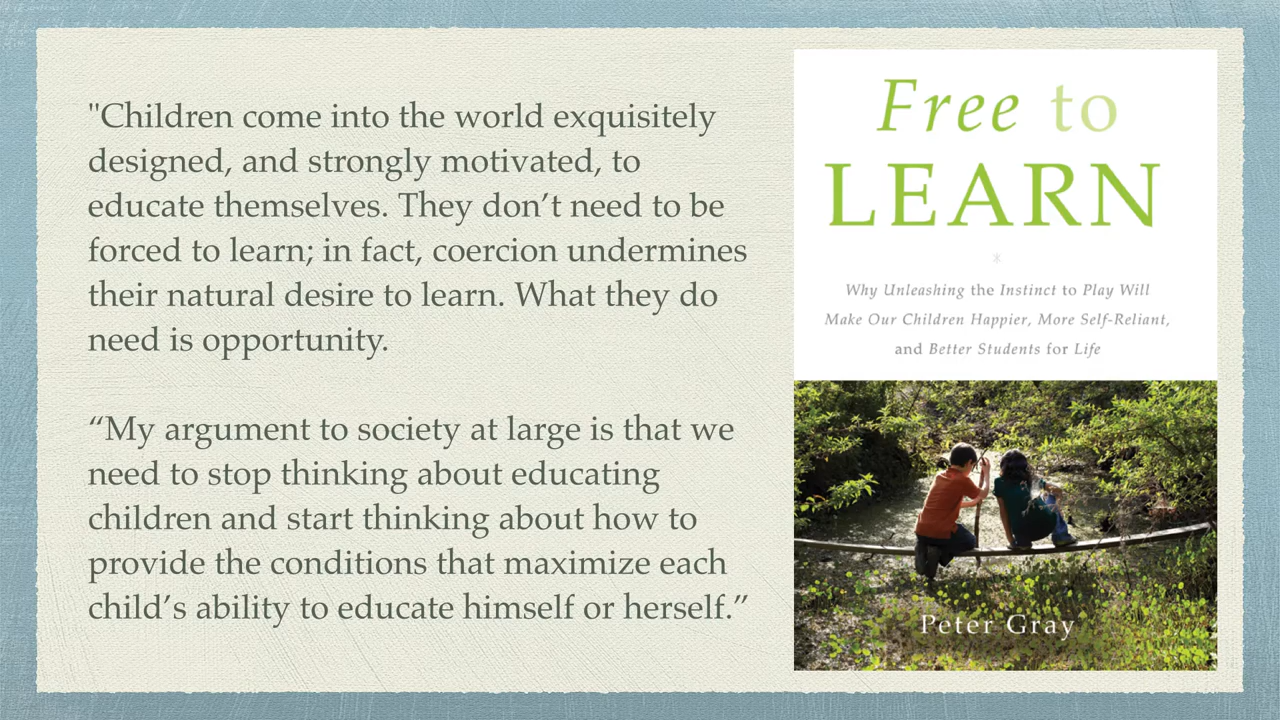 "Children come into the world exquisitely
designed, and strongly motivated, to
educate themselves. They don’t need to be
forced to learn; in fact, coercion undermines
their natural desire to learn. What they do
need is opportunity.
“My argument to society at large is that we
need to stop thinking about educating
children and start thinking about how to
provide the conditions that maximize each
child’s ability to educate himself or herself.”
Free to
LEARN
*
Why Unleashing the Instinct to Play Will
Make Our Children Happier, More Self-Reliant,
and Better Students for Life
Peter Gray